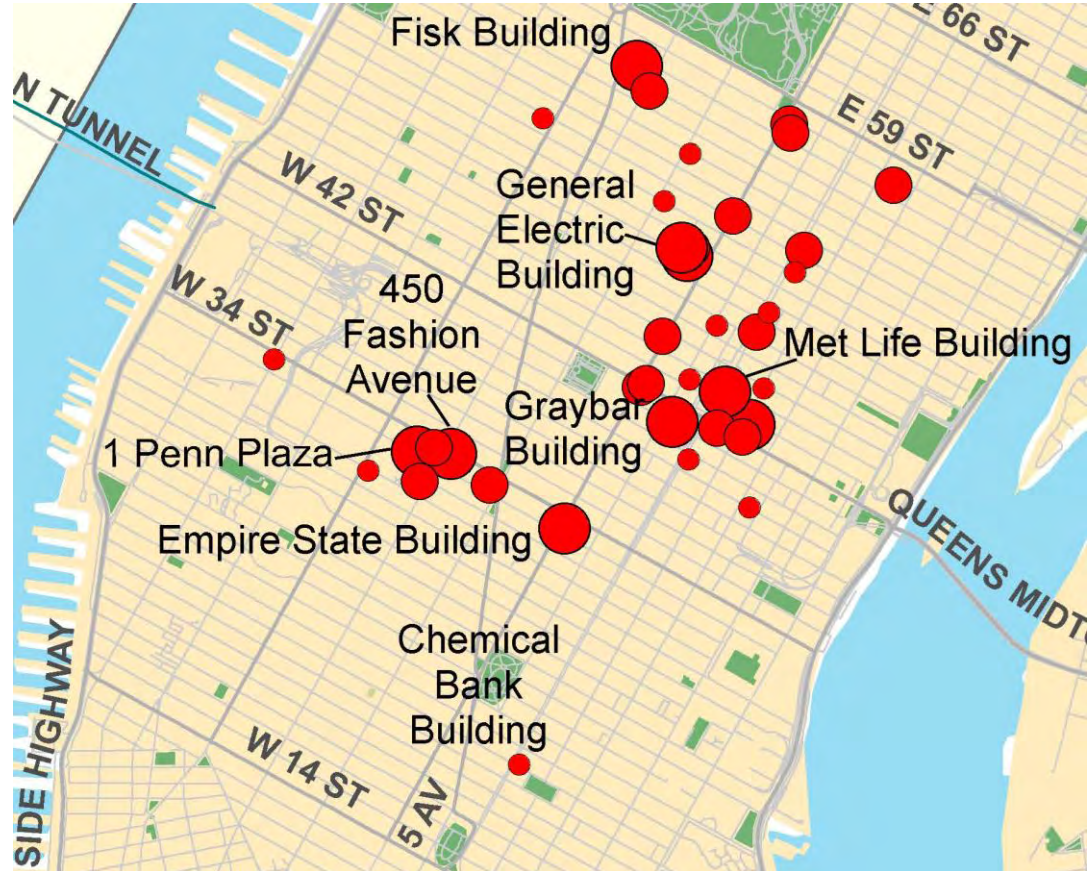 Fisk Building
E 66 ST
N TUNNEL
E 59 ST
W 42 ST
General
Electric
Building
W 34 ST
450
Fashion
Avenue
Met Life Building
Graybar
Building
1 Penn Plaza
Empire State Building
QUEENS MIDT
Chemical
Bank
Building
SIDE HIGHWAY
W 14 ST
5 AV